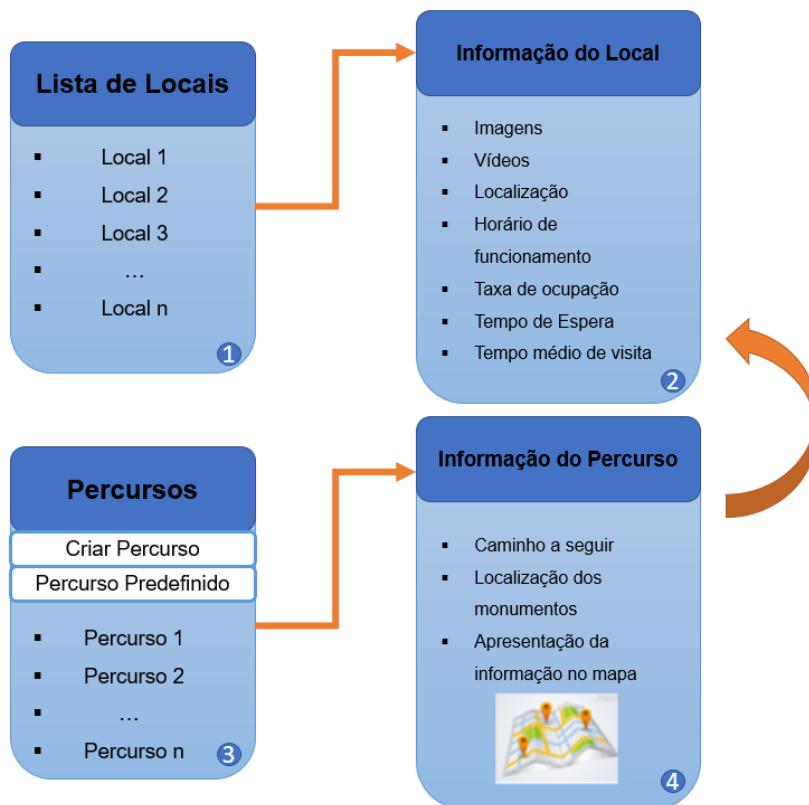 Lista de Locais
▪ Local 1
▪ Local 2
▪ Local 3
▪ ...
▪ Local n
1
Informação do Local
▪ Imagens
▪ Vídeos
▪ Localização
▪ Horário de
funcionamento
▪ Taxa de ocupação
▪ Tempo de Espera
▪ Tempo médio de visita
2
Percursos
Criar Percurso
Percurso Predefinido
▪ Percurso 1
▪ Percurso 2
▪ ...
▪ Percurso n
3
Informação do Percurso
▪ Caminho a seguir
▪ Localização dos
monumentos
▪ Apresentação da
informação no mapa
4